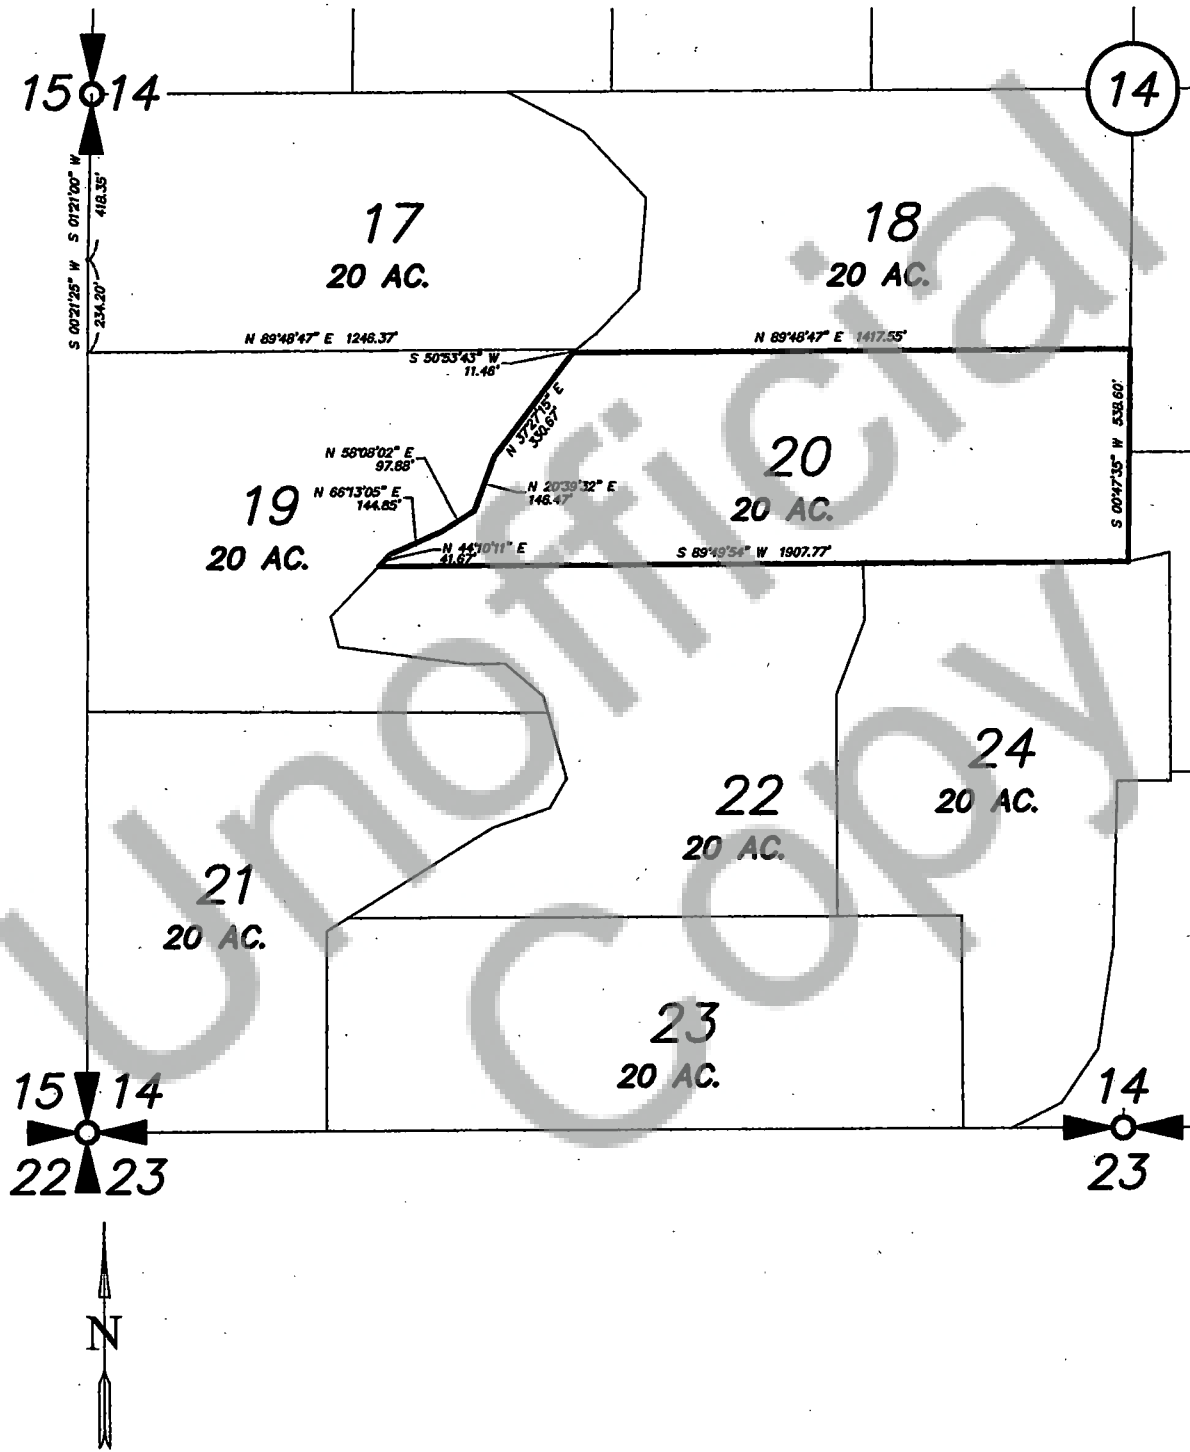 15 14
14
S 01°21'00" W
418.35'
S 00°21'25" W
234.20'
17
20 AC.
18
20 AC.
N 89°48'47" E 1246.37'
N 89°48'47" E 1417.55'
S 50°53'43" W
11.46'
N 37°27'15" E
330.67'
S 00°47'35" W 538.60'
N 58°08'02" E
97.88'
20
20 AC.
19
20 AC.
N 66°13'05" E
144.85'
N 20°39'32" E
146.47'
N 44°10'11" E
41.67'
S 89°49'54" W 1907.77'
24
20 AC.
22
20 AC.
21
20 AC.
23
20 AC.
15 14
22 23
14
23
N
Unofficial
Copy